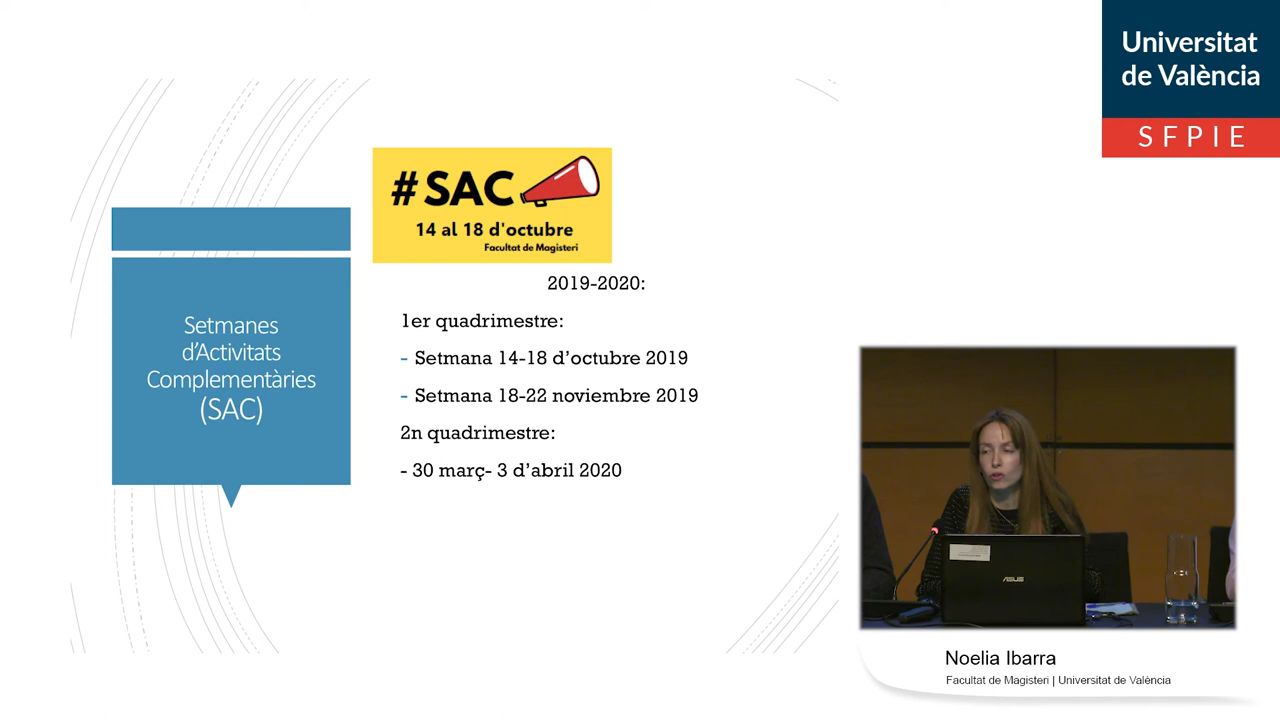 Universitat
de València
SFPIE
#SAC
14 al 18 d'octubre
Facultat de Magisteri
Setmanes
d’Activitats
Complementàries
(SAC)
2019-2020:
1er quadrimestre:
- Setmana 14-18 d’octubre 2019
- Setmana 18-22 noviembre 2019
2n quadrimestre:
- 30 març- 3 d’abril 2020
ASUS
Noelia Ibarra
Facultat de Magisteri | Universitat de València